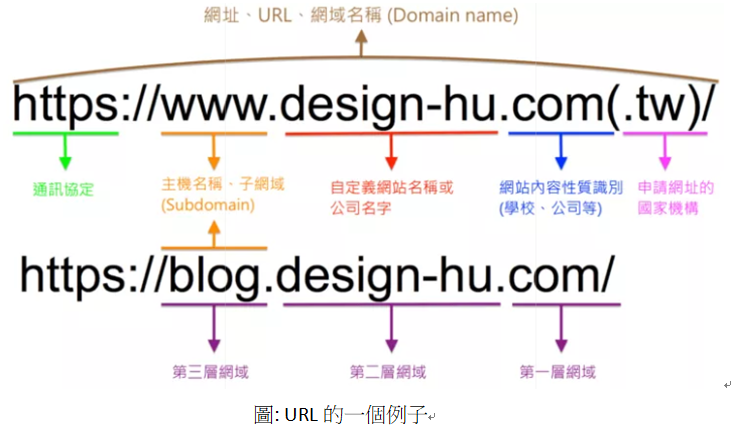 網址、URL、網域名稱 (Domain name)
https://www.design-hu.com(.tw)/
通訊協定
主機名稱、子網域
(Subdomain)
自定義網站名稱或
公司名字
網站內容性質識別
(學校、公司等)
申請網址的
國家機構
https://blog.design-hu.com/
第三層網域
第二層網域
第一層網域
圖: URL 的一個例子